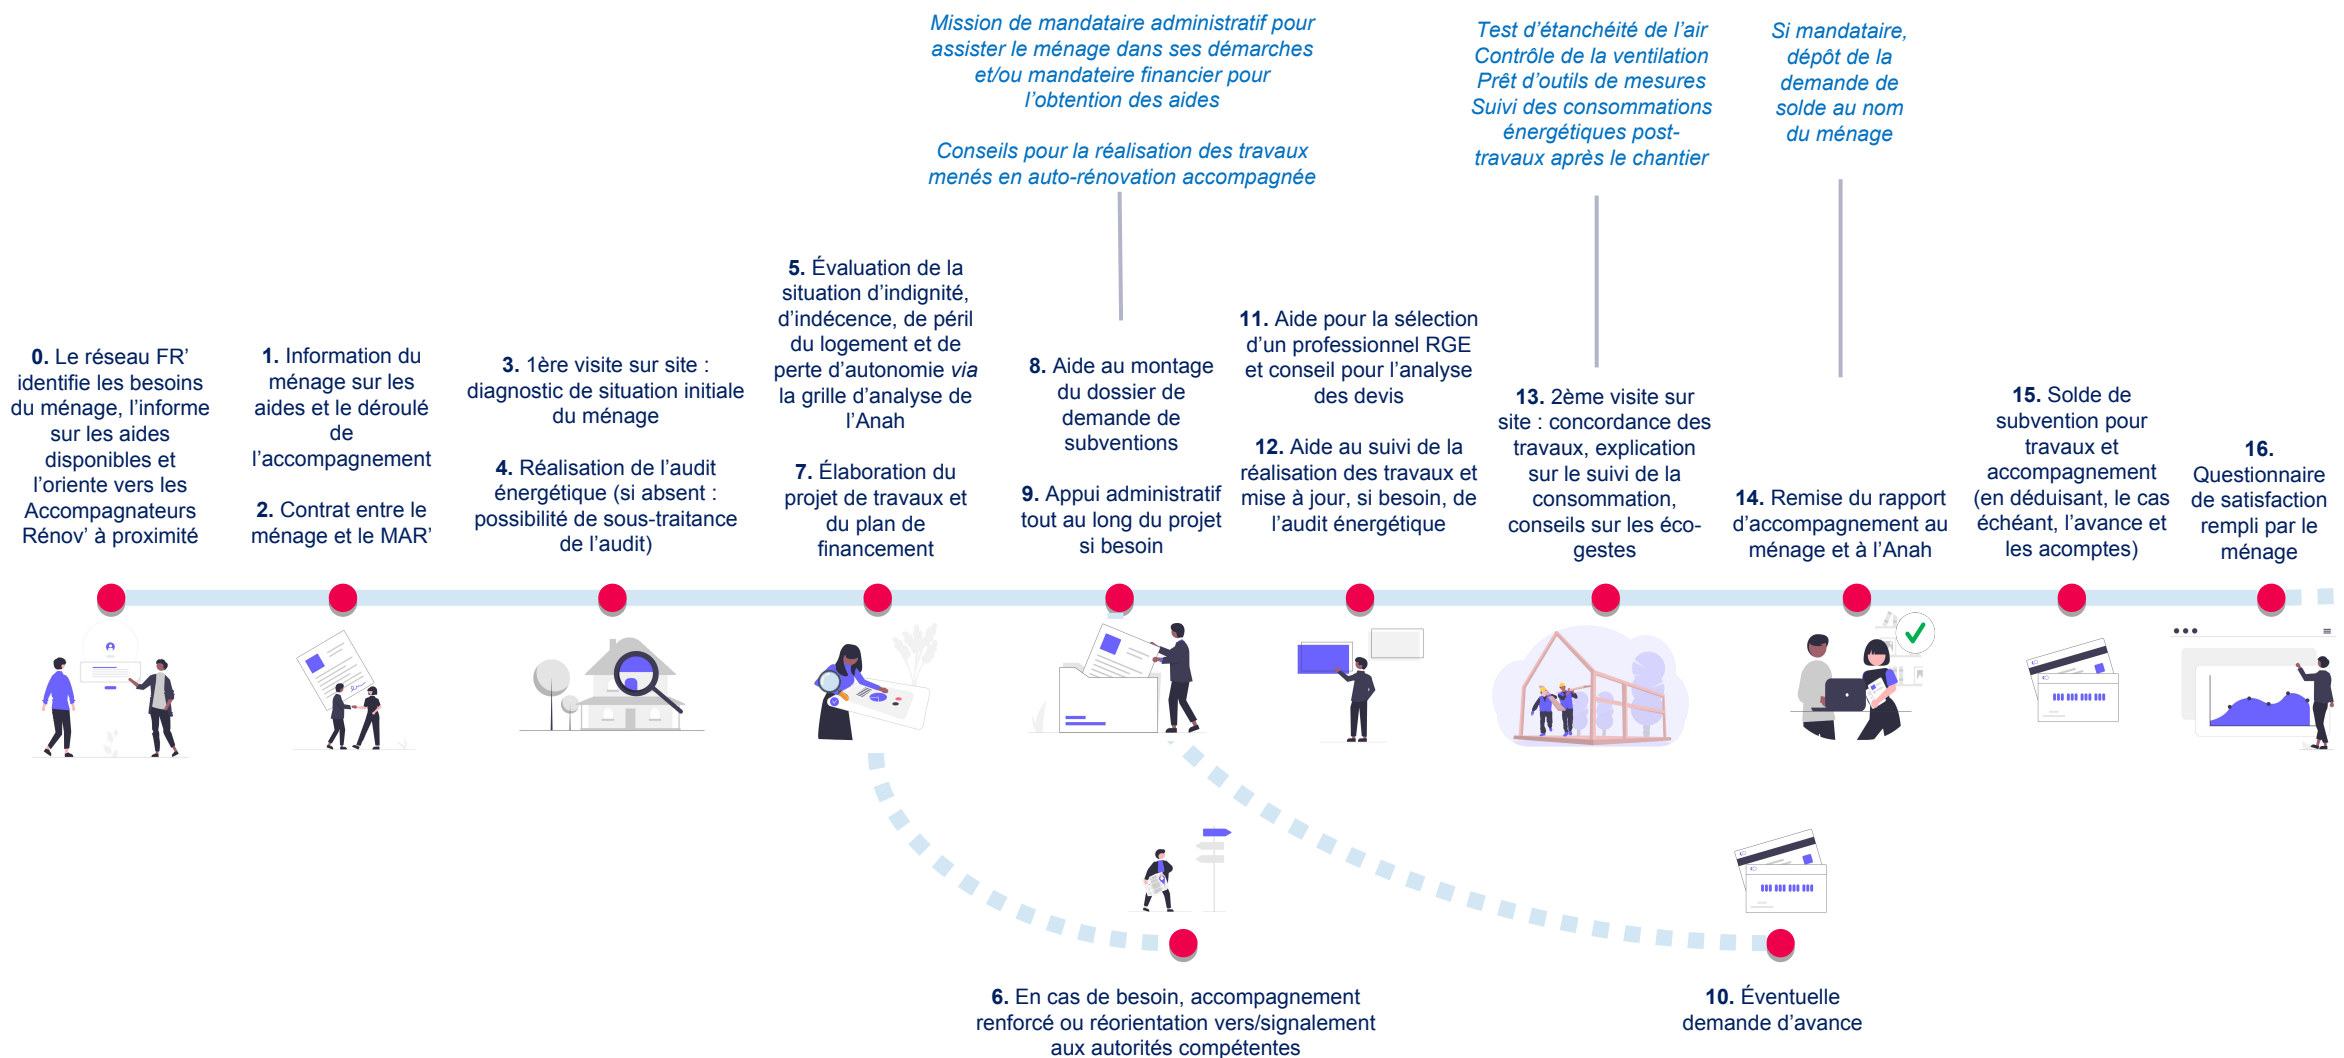 Mission de mandataire administratif pour
assister le ménage dans ses démarches
et/ou mandateire financier pour
l’obtention des aides
Conseils pour la réalisation des travaux
menés en auto-rénovation accompagnée
Test d’étanchéité de l’air
Contrôle de la ventilation
Prêt d’outils de mesures
Suivi des consommations
énergétiques post-
travaux après le chantier
Si mandataire,
dépôt de la
demande de
solde au nom
du ménage
0. Le réseau FR’
identifie les besoins
du ménage, l’informe
sur les aides
disponibles et
l’oriente vers les
Accompagnateurs
Rénov’ à proximité
1. Information du
ménage sur les
aides et le déroulé
de
l’accompagnement
2. Contrat entre le
ménage et le MAR’
3. 1ère visite sur site :
diagnostic de situation initiale
du ménage
4. Réalisation de l’audit
énergétique (si absent :
possibilité de sous-traitance
de l’audit)
5. Évaluation de la
situation d’indignité,
d’indécence, de péril
du logement et de
perte d’autonomie via
la grille d’analyse de
l’Anah
7. Élaboration du
projet de travaux et
du plan de
financement
8. Aide au montage
du dossier de
demande de
subventions
9. Appui administratif
tout au long du projet
si besoin
11. Aide pour la sélection
d’un professionnel RGE
et conseil pour l’analyse
des devis
12. Aide au suivi de la
réalisation des travaux et
mise à jour, si besoin, de
l’audit énergétique
13. 2ème visite sur
site : concordance des
travaux, explication
sur le suivi de la
consommation,
conseils sur les éco-
gestes
14. Remise du rapport
d’accompagnement au
ménage et à l’Anah
15. Solde de
subvention pour
travaux et
accompagnement
(en déduisant, le cas
échéant, l’avance et
les acomptes)
16.
Questionnaire
de satisfaction
rempli par le
ménage
6. En cas de besoin, accompagnement
renforcé ou réorientation vers/signalement
aux autorités compétentes
10. Éventuelle
demande d’avance